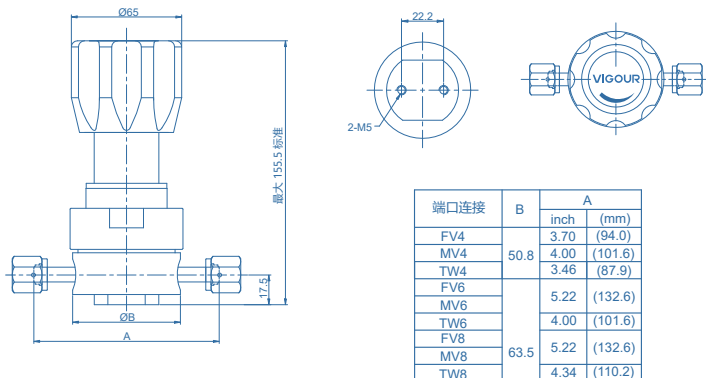 Ø65
最大 155.5 标准
17.5
ØB
A
22.2
2-M5
VIGOUR
端口连接 B A
inch (mm)
FV4 50.8 3.70 (94.0)
MV4 4.00 (101.6)
TW4 3.46 (87.9)
FV6 63.5 5.22 (132.6)
MV6
TW6 4.00 (101.6)
FV8 5.22 (132.6)
MV8
TW8 4.34 (110.2)